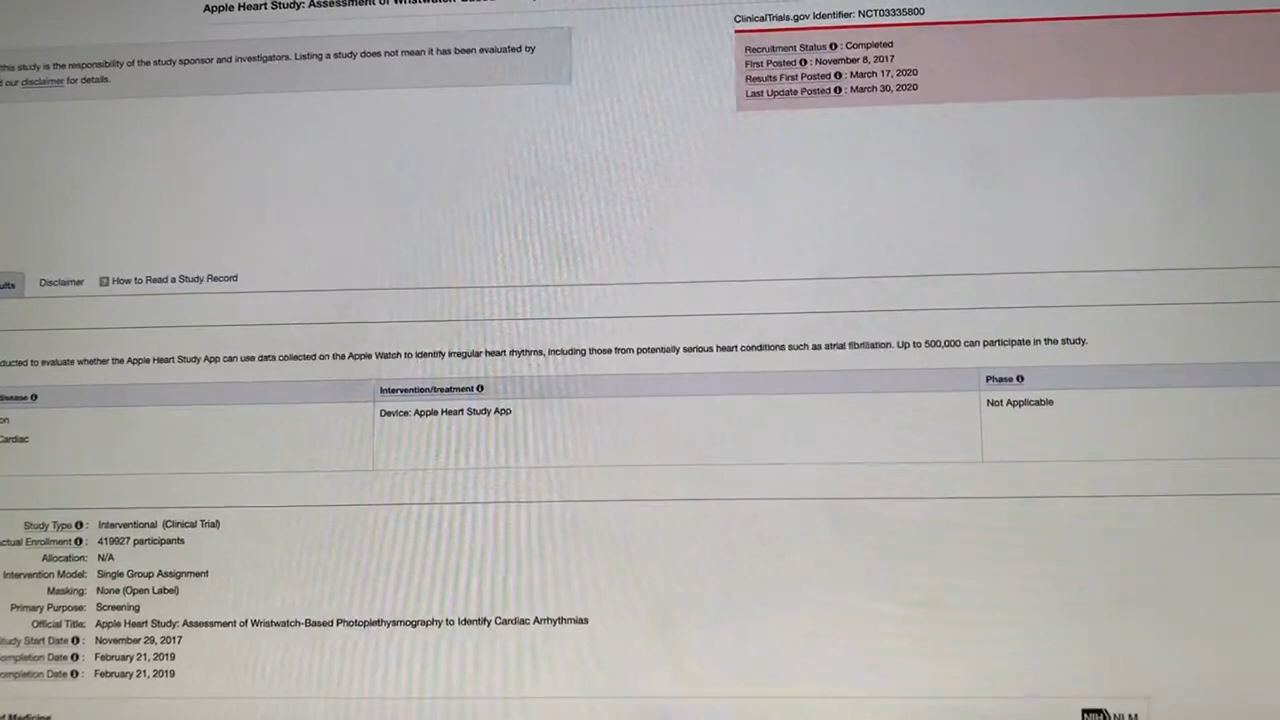 Apple Heart Study: Assessment of Wristwatch-Based
ClinicalTrials.gov Identifier: NCT03335800
this study is the responsibility of the study sponsor and investigators. Listing a study does not mean it has been evaluated by
our disclaimer for details.
Recruitment Status : Completed
First Posted : November 8, 2017
Results First Posted : March 17, 2020
Last Update Posted : March 30, 2020
Disclaimer
? How to Read a Study Record
ducted to evaluate whether the Apple Heart Study App can use data collected on the Apple Watch to identify irregular heart rhythms, including those from potentially serious heart conditions such as atrial fibrillation. Up to 500,000 can participate in the study.
Intervention/treatment
Phase
Device: Apple Heart Study App
Not Applicable
on
Cardiac
Study Type : Interventional (Clinical Trial)
ctual Enrollment : 419927 participants
Allocation: N/A
Intervention Model: Single Group Assignment
Masking: None (Open Label)
Primary Purpose: Screening
Official Title: Apple Heart Study: Assessment of Wristwatch-Based Photoplethysmography to Identify Cardiac Arrhythmias
tudy Start Date : November 29, 2017
ompletion Date : February 21, 2019
ompletion Date : February 21, 2019
of Medicine
NIH NLM